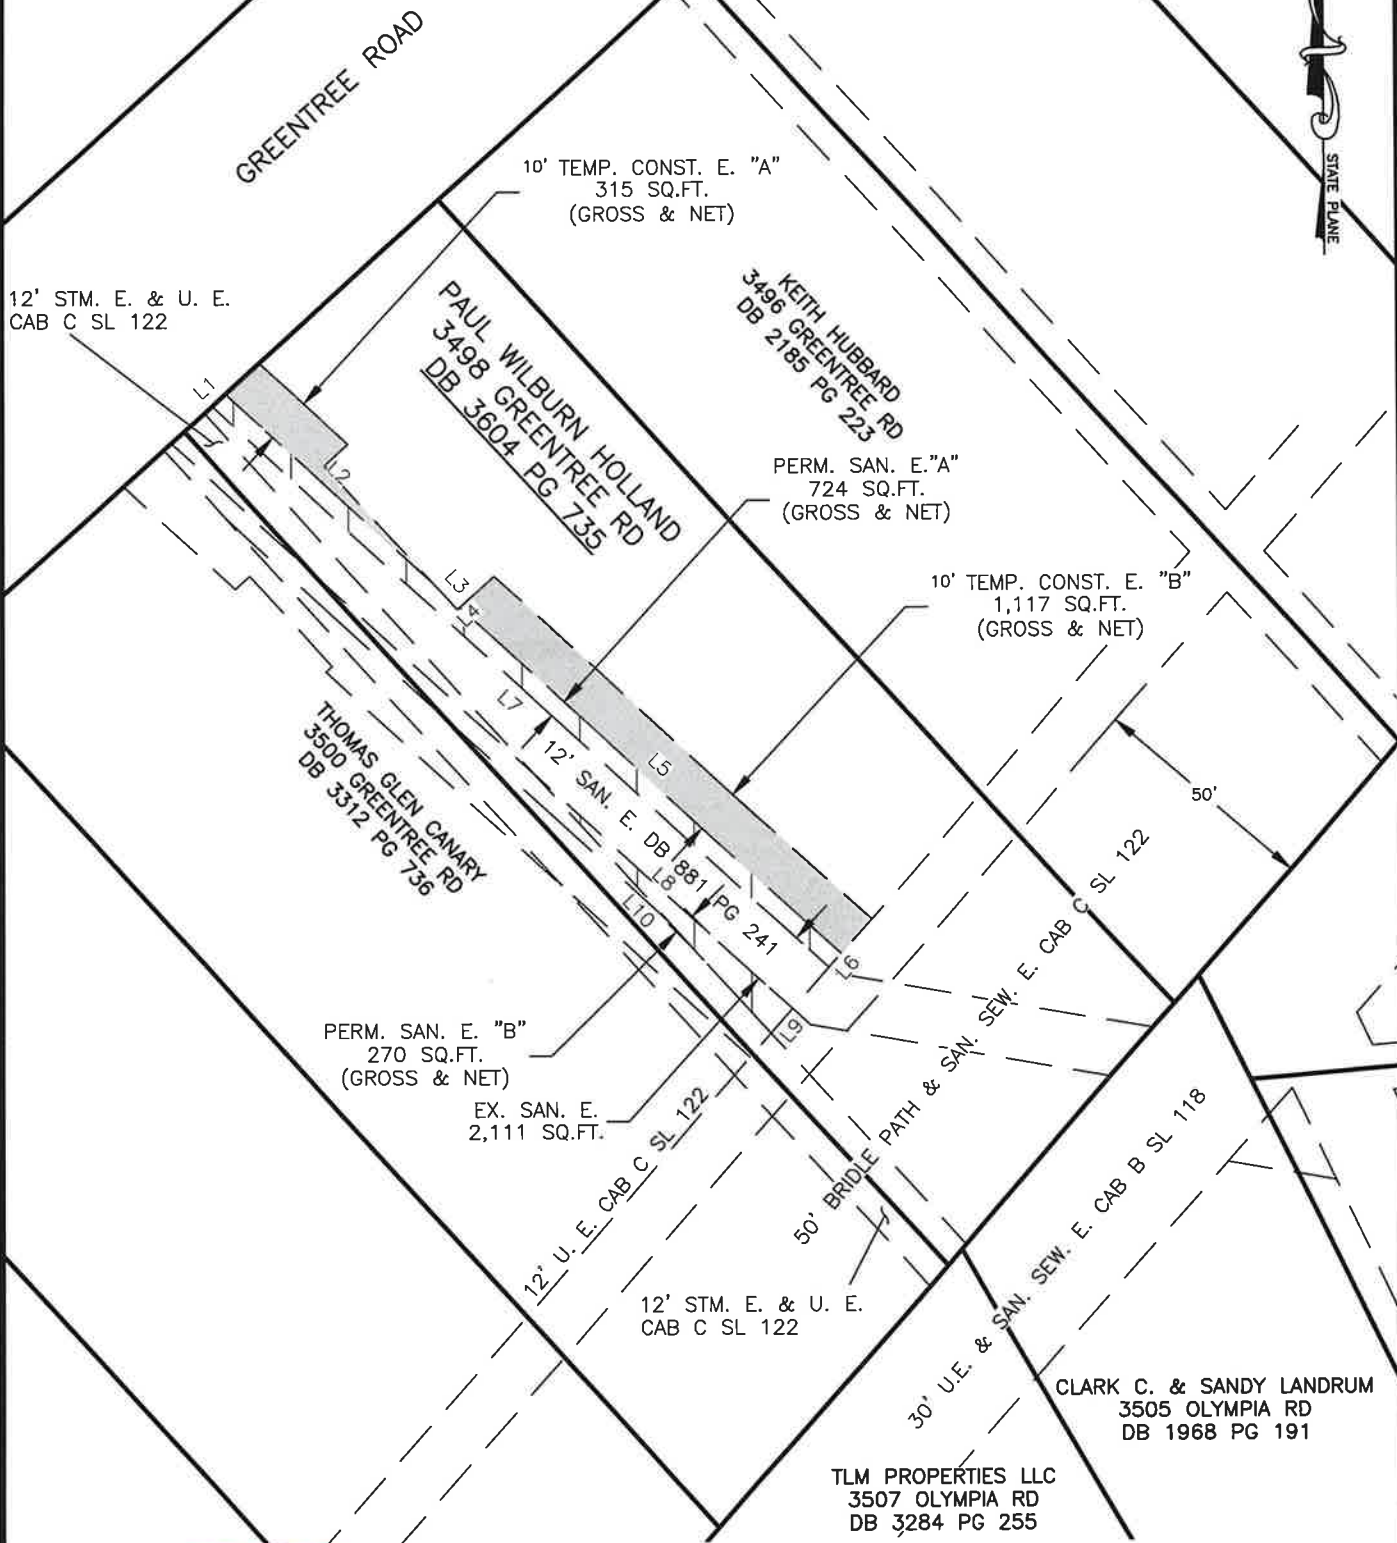 GREENTREE ROAD
STATE PLANE
10' TEMP. CONST. E. "A"
315 SQ.FT.
(GROSS & NET)
12' STM. E. & U. E.
CAB C SL 122
KEITH HUBBARD
3496 GREENTREE RD
DB 2185 PG 223
PAUL WILBURN HOLLAND
3498 GREENTREE RD
DB 3604 PG 735
L1
L2
PERM. SAN. E."A"
724 SQ.FT.
(GROSS & NET)
10' TEMP. CONST. E. "B"
1,117 SQ.FT.
(GROSS & NET)
L3
L4
L7
THOMAS GLEN CANARY
3500 GREENTREE RD
DB 3312 PG 736
L5
12' SAN. E. DB 881 PG 241
50'
L8
L10
L6
L9
PERM. SAN. E. "B"
270 SQ.FT.
(GROSS & NET)
EX. SAN. E.
2,111 SQ.FT.
50' BRIDLE PATH & SAN. SEW. E. CAB C SL 122
12' U. E. CAB C SL 122
30' U.E. & SAN. SEW. E. CAB B SL 118
12' STM. E. & U. E.
CAB C SL 122
CLARK C. & SANDY LANDRUM
3505 OLYMPIA RD
DB 1968 PG 191
TLM PROPERTIES LLC
3507 OLYMPIA RD
DB 3284 PG 255